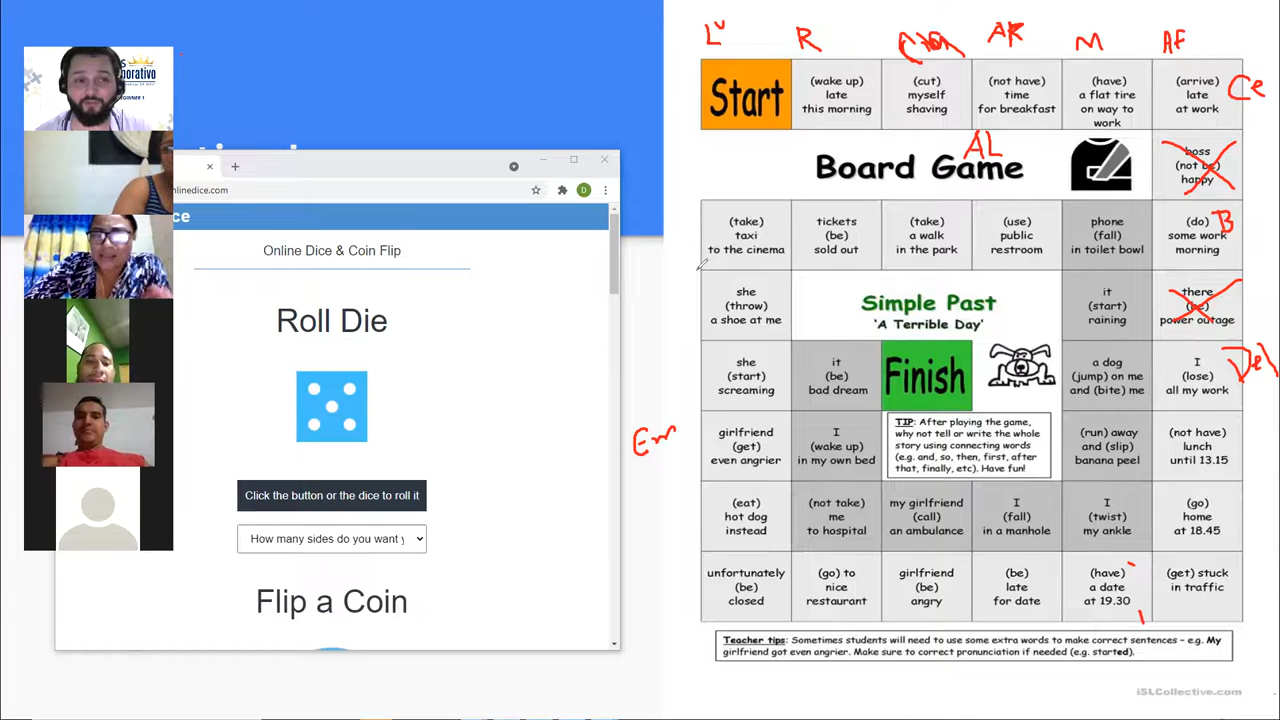 norativo
BEGINNER 1
nlinedice.com
ce
Online Dice & Coin Flip
Roll Die
Click the button or the dice to roll it
How many sides do you want y
Flip a Coin
L R AR M AF
Start
(wake up)
late
this morning
(cut)
myself
shaving
(not have)
time
for breakfast
(have)
a flat tire
on way to
work
(arrive)
late
at work
Ce
AL
Board Game
boss
(not be)
happy
(take)
taxi
to the cinema
tickets
(be)
sold out
(take)
a walk
in the park
(use)
public
restroom
phone
(fall)
in toilet bowl
(do)
some work
morning
B
she
(throw)
a shoe at me
Simple Past
'A Terrible Day'
it
(start)
raining
there
(be)
power outage
she
(start)
screaming
it
(be)
bad dream
Finish
a dog
(jump) on me
and (bite) me
I
(lose)
all my work
Del
Em
girlfriend
(get)
even angrier
I
(wake up)
in my own bed
TIP: After playing the game,
why not tell or write the whole
story using connecting words
(e.g. and, so, then, first, after
that, finally, etc). Have fun!
(run) away
and (slip)
banana peel
(not have)
lunch
until 13.15
(eat)
hot dog
instead
(not take)
me
to hospital
my girlfriend
(call)
an ambulance
I
(fall)
in a manhole
I
(twist)
my ankle
(go)
home
at 18.45
unfortunately
(be)
closed
(go) to
nice
restaurant
girlfriend
(be)
angry
(be)
late
for date
(have)
a date
at 19.30
(get) stuck
in traffic
Teacher tips: Sometimes students will need to use some extra words to make correct sentences – e.g. My
girlfriend got even angrier. Make sure to correct pronunciation if needed (e.g. started).
iSLCollective.com